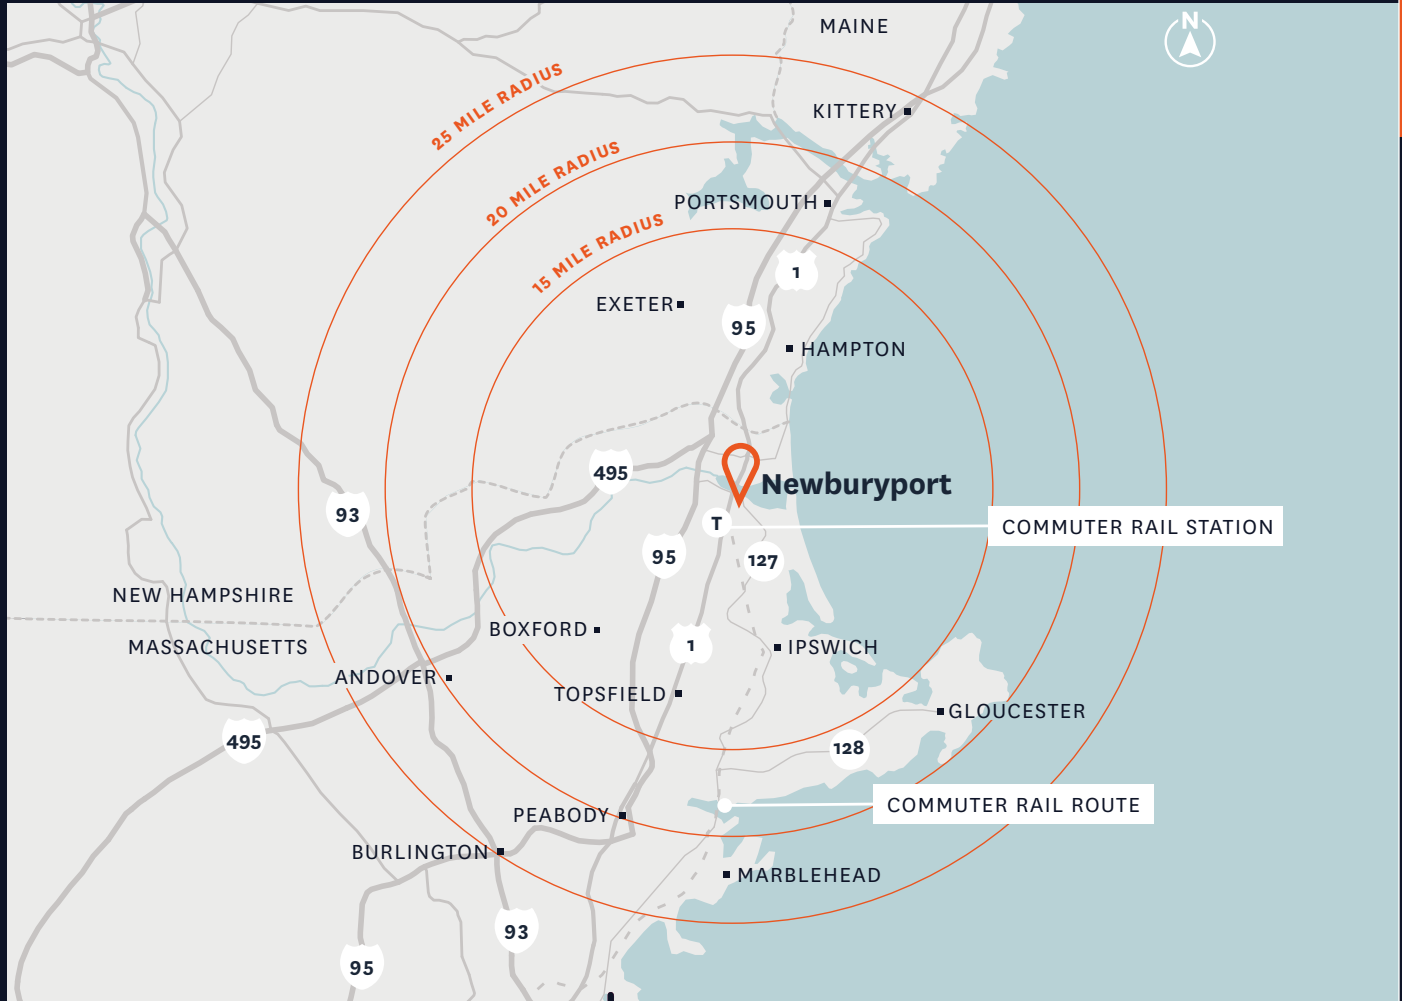 MAINE
N
25 MILE RADIUS
KITTERY
20 MILE RADIUS
PORTSMOUTH
15 MILE RADIUS
1
EXETER
95
HAMPTON
495
Newburyport
93
T
COMMUTER RAIL STATION
95
127
NEW HAMPSHIRE
BOXFORD
MASSACHUSETTS
1
IPSWICH
ANDOVER
TOPSFIELD
GLOUCESTER
495
128
COMMUTER RAIL ROUTE
PEABODY
BURLINGTON
MARBLEHEAD
93
95